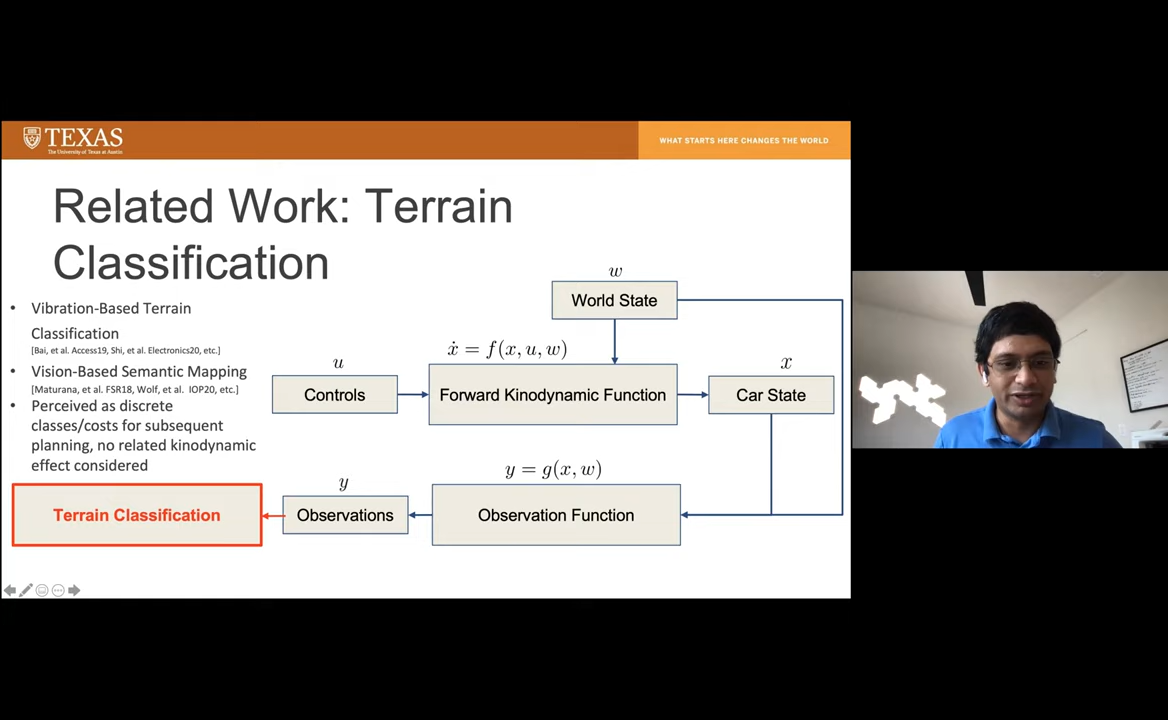 TEXAS
The University of Texas at Austin
WHAT STARTS HERE CHANGES THE WORLD
Related Work: Terrain
Classification
• Vibration-Based Terrain
Classification
[Bai, et al. Access19, Shi, et al. Electronics20, etc.]
• Vision-Based Semantic Mapping
[Maturana, et al. FSR18, Wolf, et al. IOP20, etc.]
• Perceived as discrete
classes/costs for subsequent
planning, no related kinodynamic
effect considered
w
World State
ẋ = f(x, u, w)
u
x
Controls
Forward Kinodynamic Function
Car State
y = g(x, w)
y
Terrain Classification
Observations
Observation Function